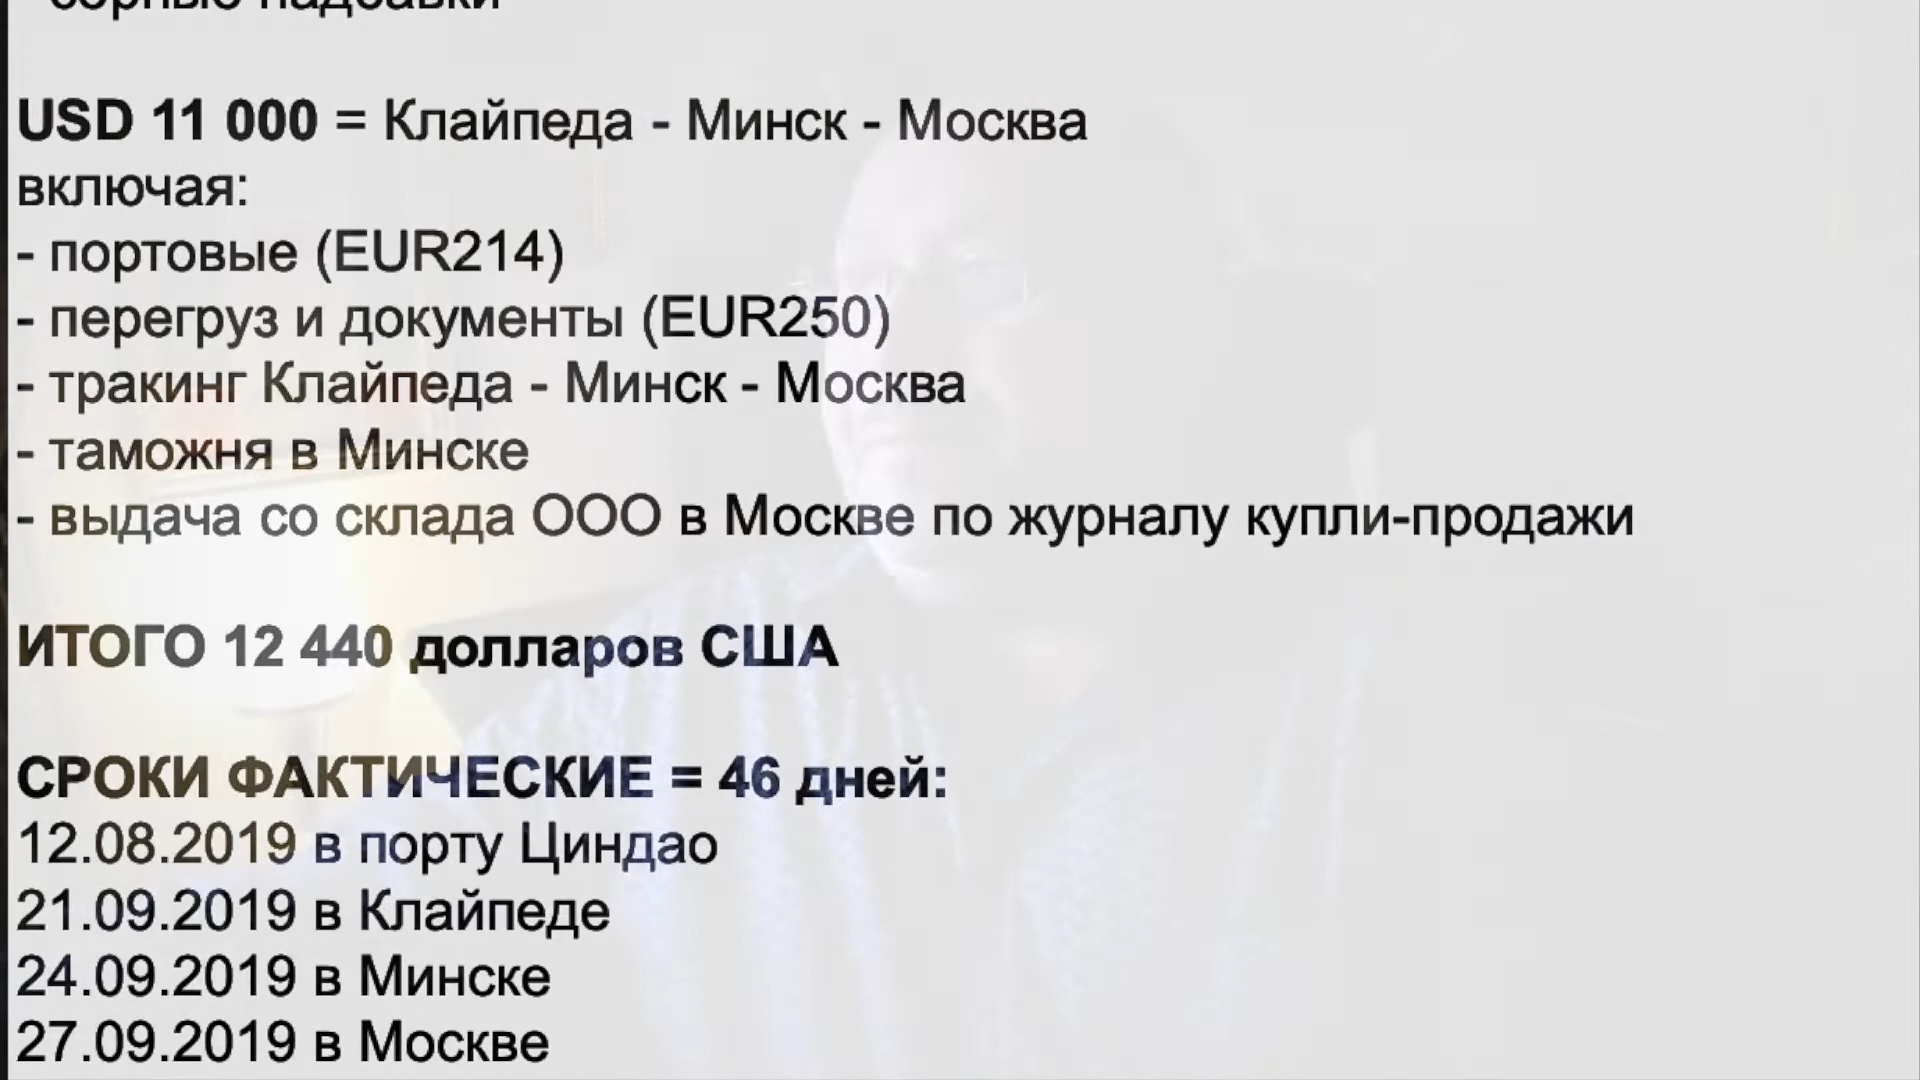 надбавки
USD 11 000 = Клайпеда - Минск - Москва
включая:
- портовые (EUR214)
- перегруз и документы (EUR250)
- тракинг Клайпеда - Минск - Москва
- таможня в Минске
- выдача со склада ООО в Москве по журналу купли-продажи
ИТОГО 12 440 долларов США
СРОКИ ФАКТИЧЕСКИЕ = 46 дней:
12.08.2019 в порту Циндао
21.09.2019 в Клайпеде
24.09.2019 в Минске
27.09.2019 в Москве